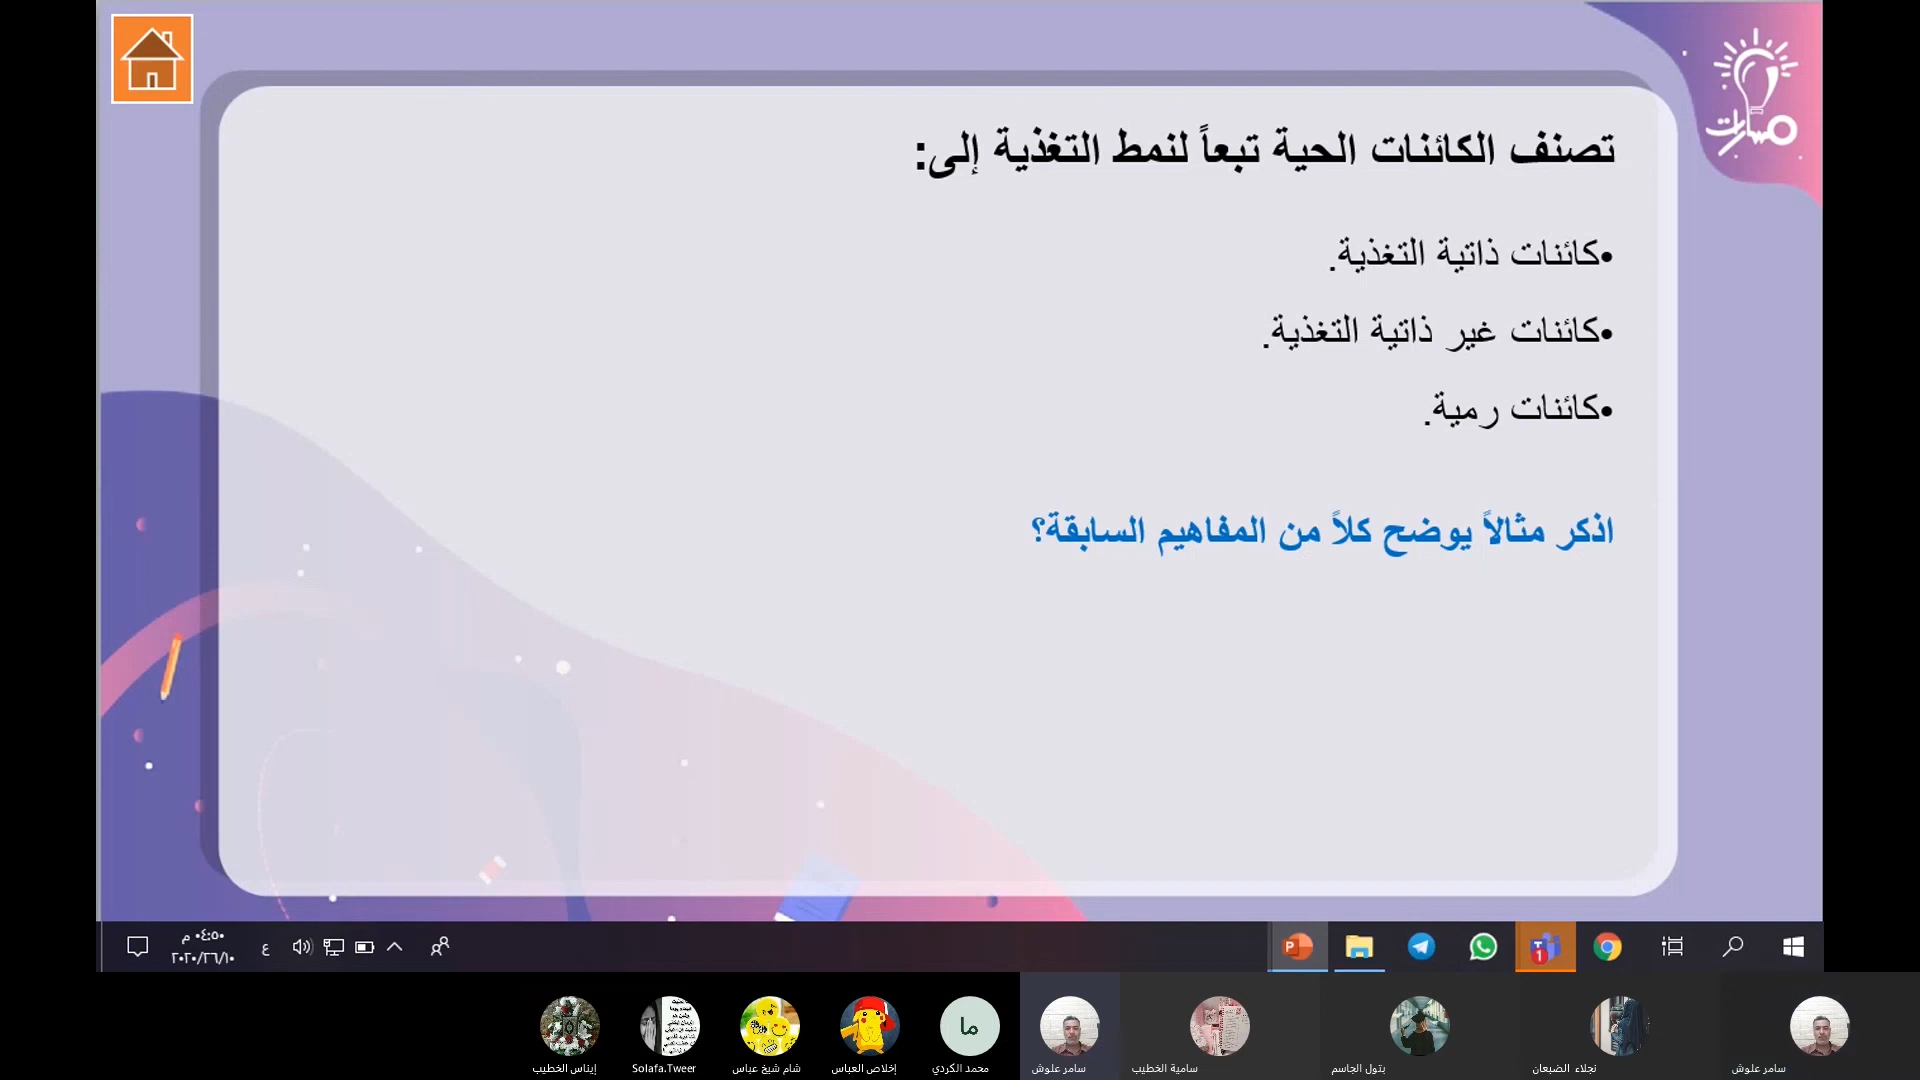 مسارات
تصنف الكائنات الحية تبعاً لنمط التغذية إلى:
•كائنات ذاتية التغذية.
•كائنات غير ذاتية التغذية.
•كائنات رمية.
اذكر مثالاً يوضح كلاً من المفاهيم السابقة؟
٠٤:٥٠ م
٢٠٢٠/٢٦/١٠
ع
1
ما
إيناس الخطيب
Solafa.Tweer
شام شيخ عباس
إخلاص العباس
محمد الكردي
سامر علوش
سامية الخطيب
بتول الجاسم
نجلاء الضبعان
سامر علوش